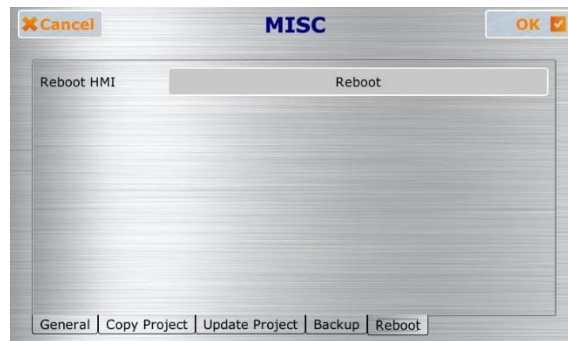 Cancel MISC OK
Reboot HMI Reboot
General Copy Project Update Project Backup Reboot